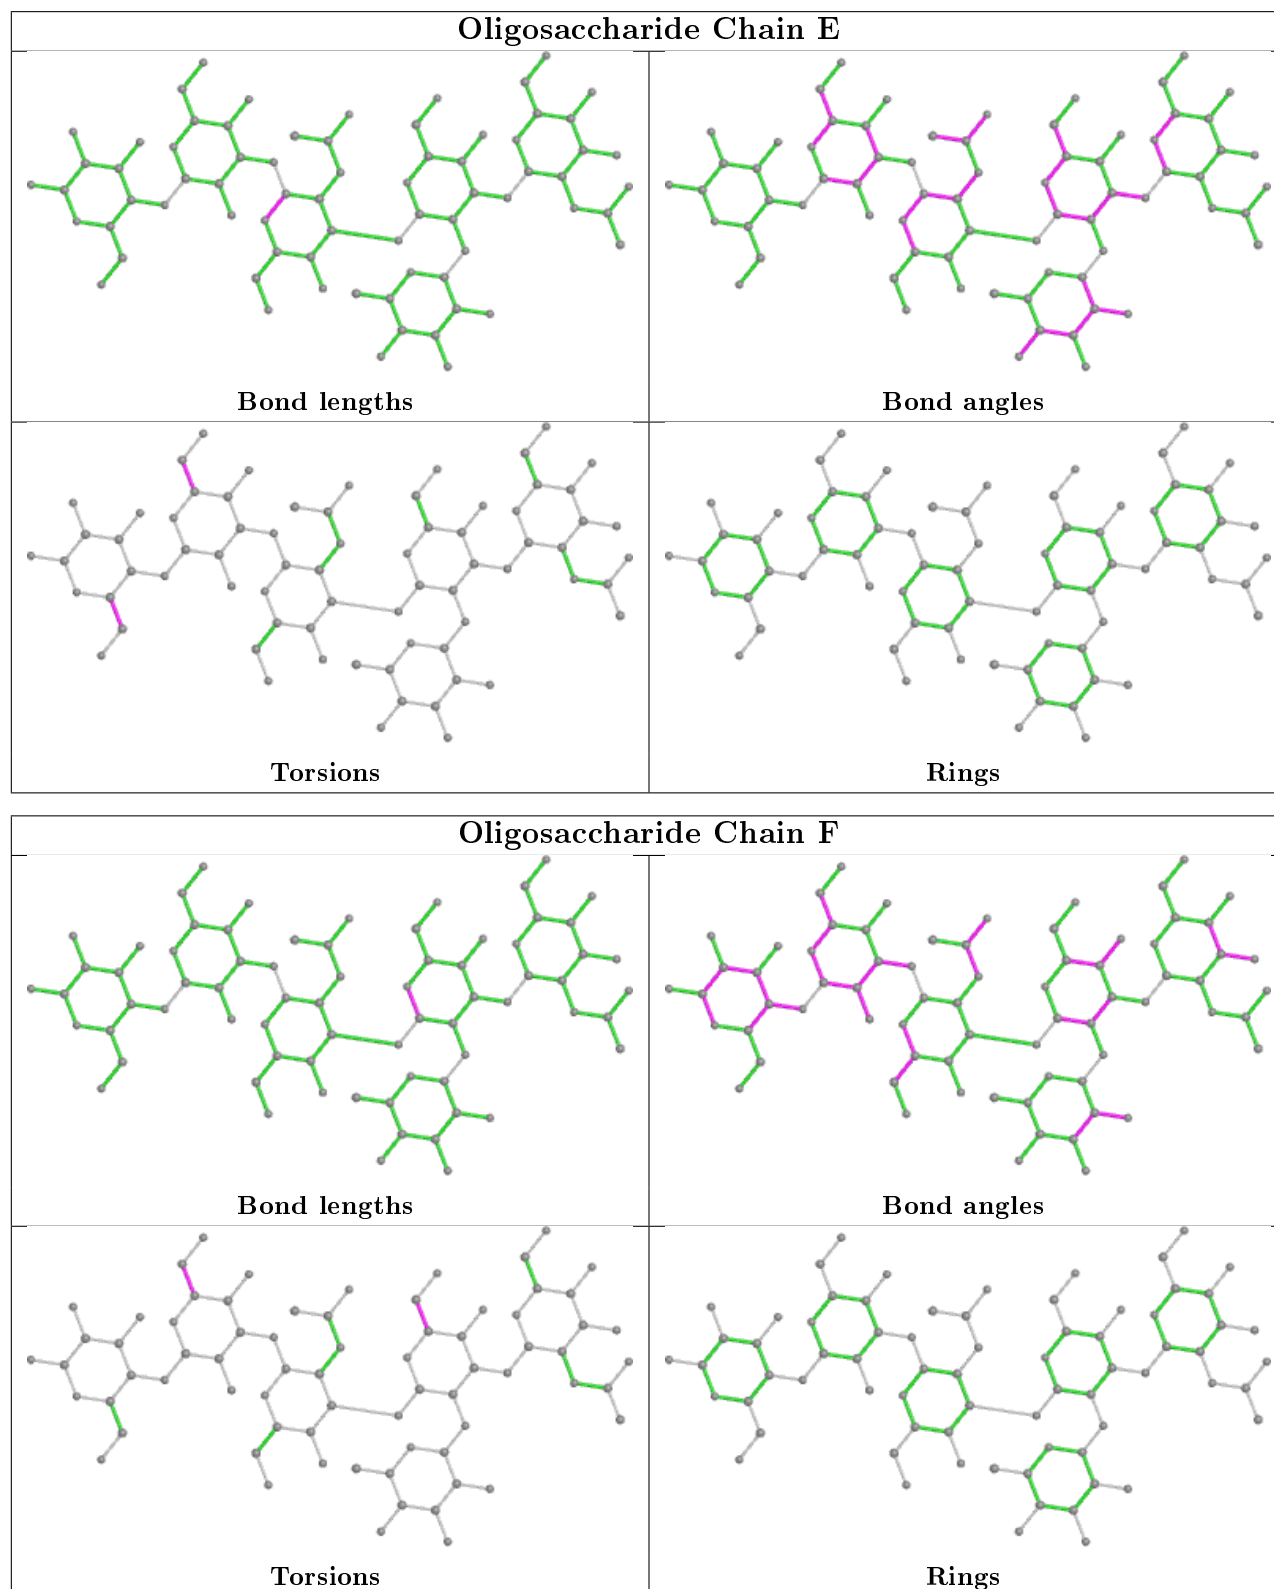 Oligosaccharide Chain E
Bond lengths
Bond angles
Torsions
Rings
Oligosaccharide Chain F
Bond lengths
Bond angles
Torsions
Rings